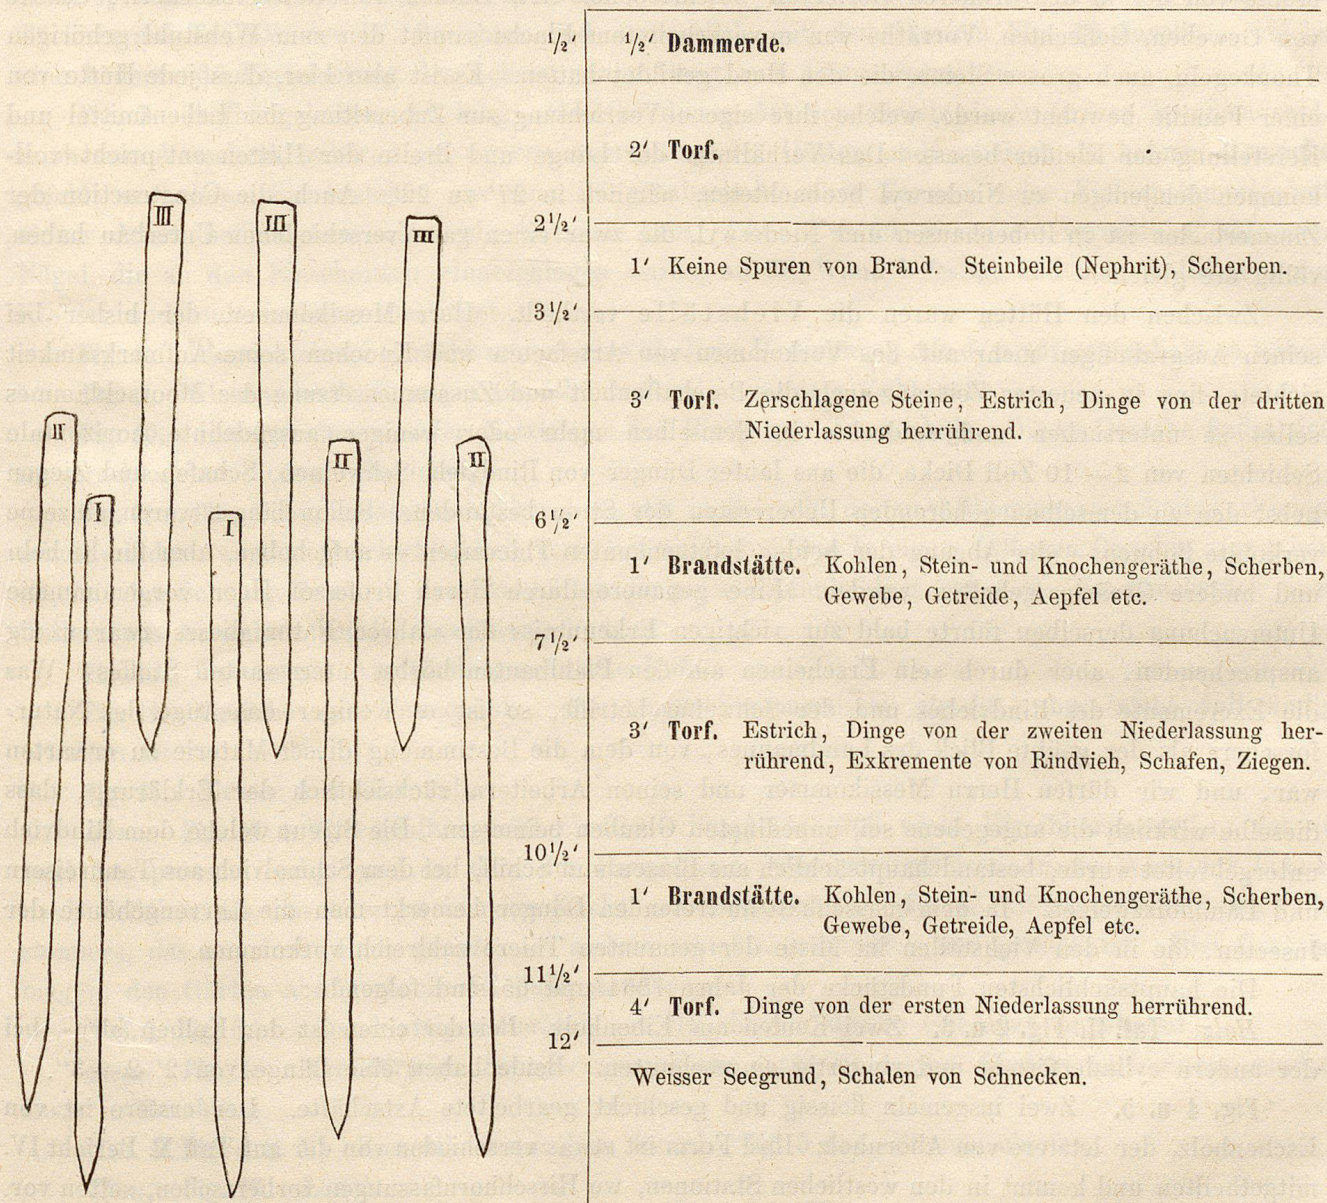 ½' ½' Dammerde.
2' Torf.
2½'
1' Keine Spuren von Brand. Steinbeile (Nephrit), Scherben.
3½'
3' Torf. Zerschlagene Steine, Estrich, Dinge von der dritten
Niederlassung herrührend.
6½'
1' Brandstätte. Kohlen, Stein- und Knochengeräthe, Scherben,
Gewebe, Getreide, Aepfel etc.
7½'
3' Torf. Estrich, Dinge von der zweiten Niederlassung her-
rührend, Exkremente von Rindvieh, Schafen, Ziegen.
10½'
1' Brandstätte. Kohlen, Stein- und Knochengeräthe, Scherben,
Gewebe, Getreide, Aepfel etc.
11½'
4' Torf. Dinge von der ersten Niederlassung herrührend.
12'
Weisser Seegrund, Schalen von Schnecken.
III III III
II II II
I I